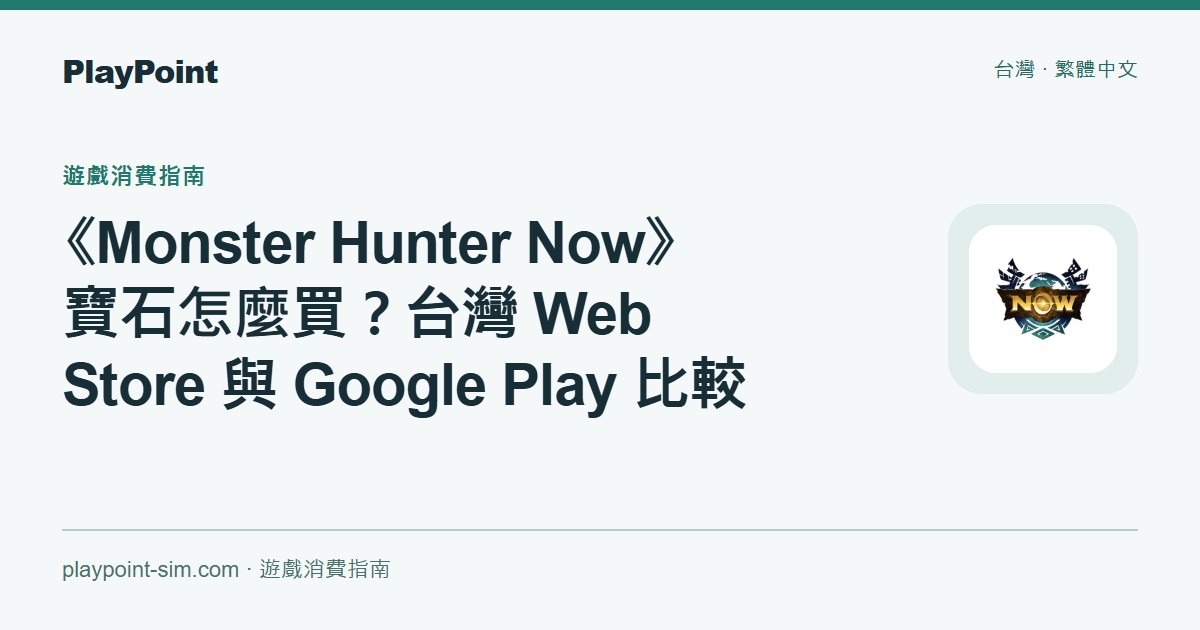 PlayPoint
台灣 · 繁體中文
遊戲消費指南
《Monster Hunter Now》
寶石怎麼買？台灣 Web
Store 與 Google Play 比較
NOW
playpoint-sim.com · 遊戲消費指南